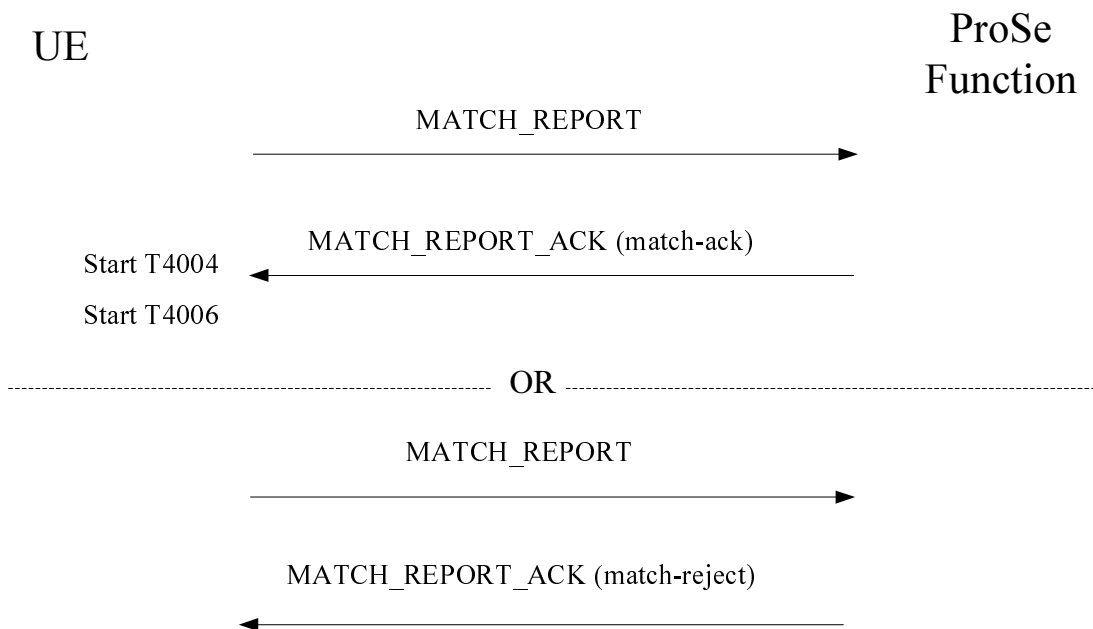 UE
ProSe
Function
MATCH_REPORT
MATCH_REPORT_ACK (match-ack)
Start T4004
Start T4006
OR
MATCH_REPORT
MATCH_REPORT_ACK (match-reject)